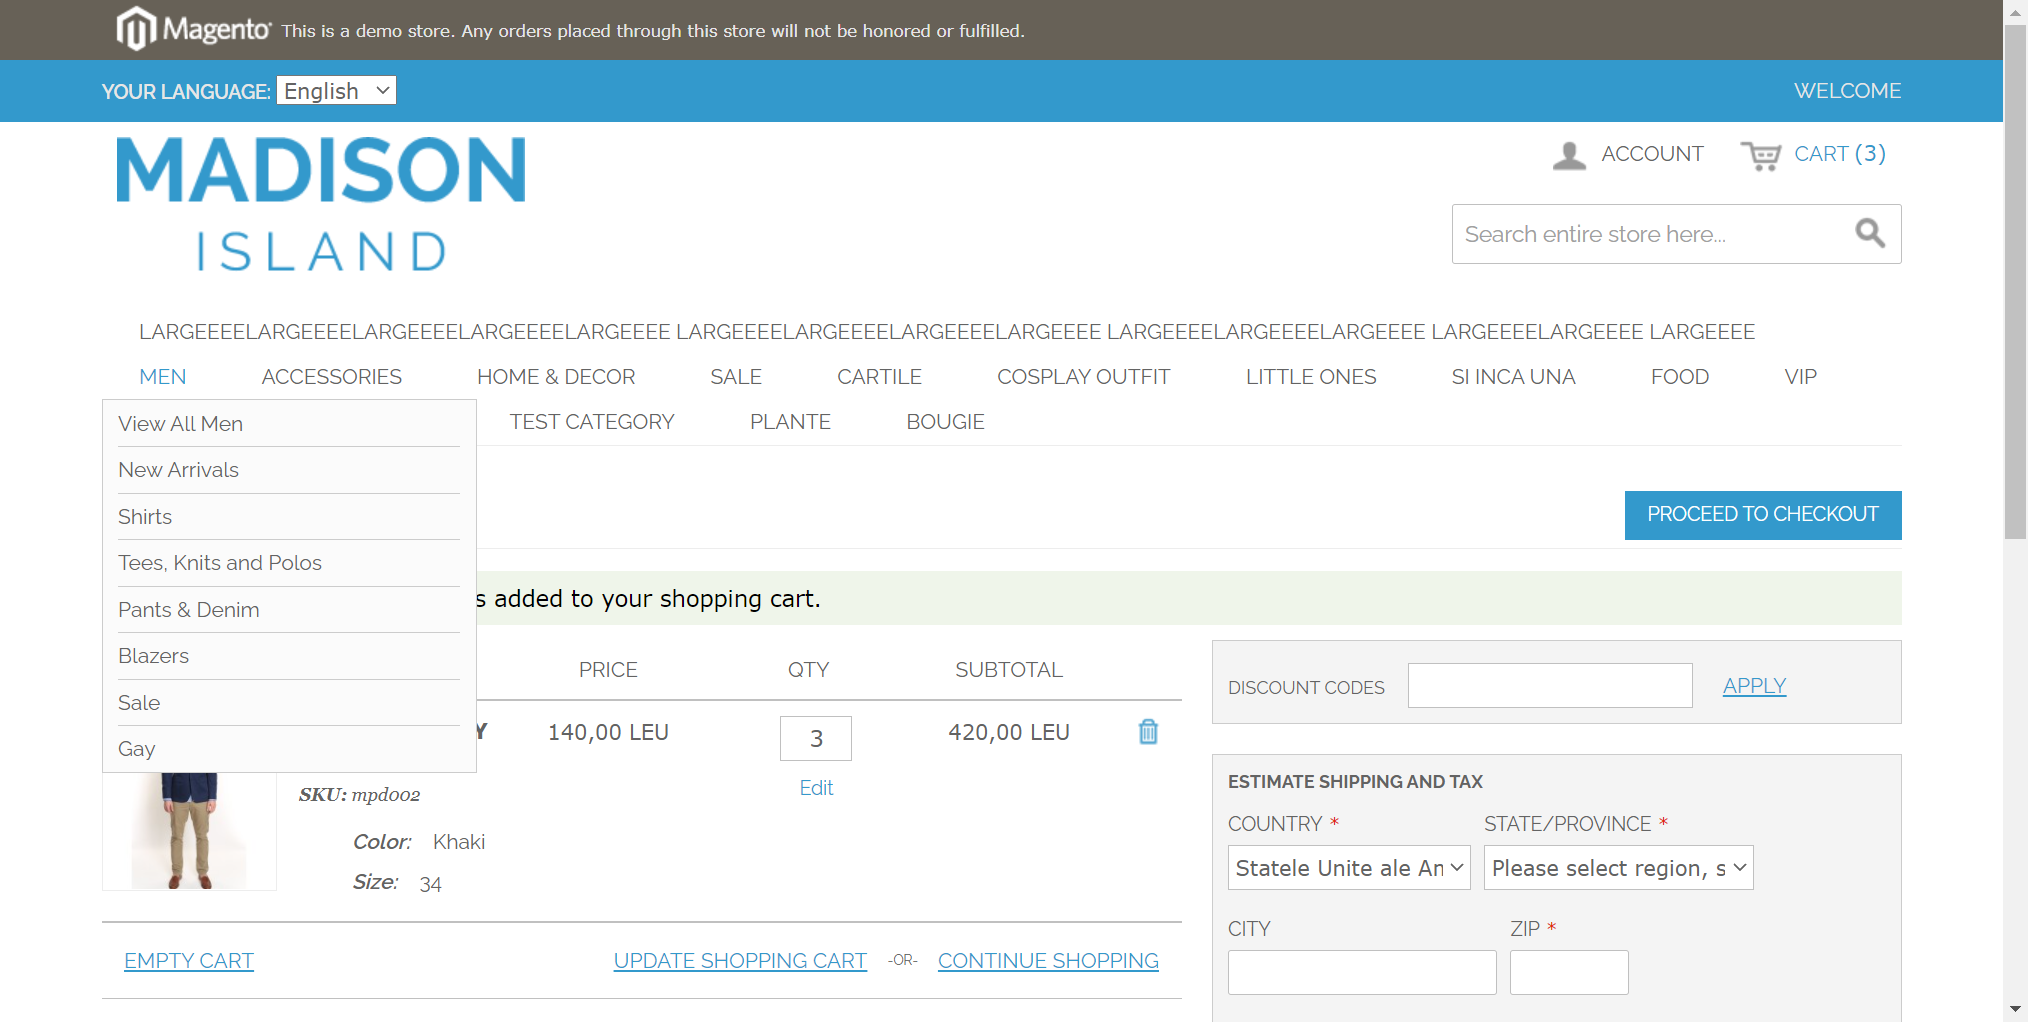 Magento® This is a demo store. Any orders placed through this store will not be honored or fulfilled.
YOUR LANGUAGE: English WELCOME
MADISON
ISLAND
ACCOUNT CART (3)
Search entire store here...
LARGEEEELARGEEEELARGEEEELARGEEEELARGEEEE LARGEEEELARGEEEELARGEEEELARGEEEE LARGEEEELARGEEEELARGEEEE LARGEEEELARGEEEE LARGEEEE
MEN ACCESSORIES HOME & DECOR SALE CARTILE COSPLAY OUTFIT LITTLE ONES SI INCA UNA FOOD VIP
TEST CATEGORY PLANTE BOUGIE
View All Men
New Arrivals
Shirts
Tees, Knits and Polos
Pants & Denim
Blazers
Sale
Gay
PROCEED TO CHECKOUT
s added to your shopping cart.
PRICE QTY SUBTOTAL
Y 140,00 LEU 3 420,00 LEU
Edit
SKU: mpd002
Color: Khaki
Size: 34
EMPTY CART UPDATE SHOPPING CART -OR- CONTINUE SHOPPING
DISCOUNT CODES APPLY
ESTIMATE SHIPPING AND TAX
COUNTRY * STATE/PROVINCE *
Statele Unite ale Am Please select region, s
CITY ZIP *